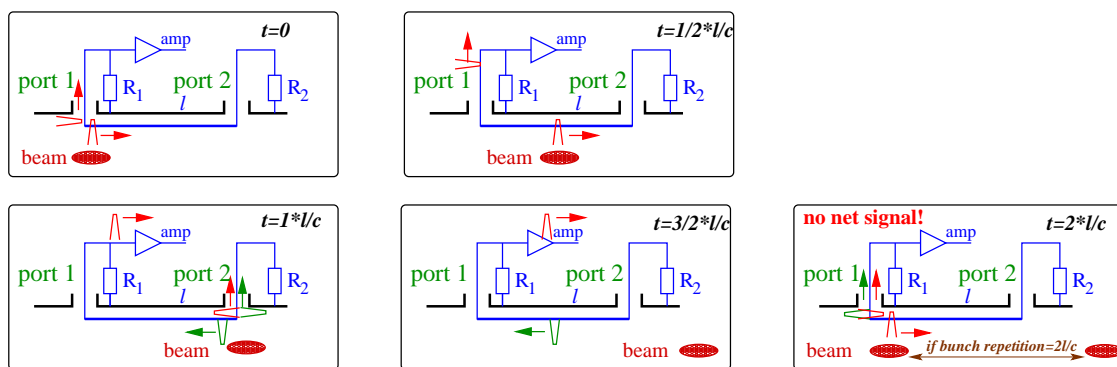 t=0
amp
port 1
port 2
R1
l
R2
beam
t=1/2*l/c
amp
port 1
port 2
R1
l
R2
beam
t=1*l/c
amp
port 1
port 2
R1
l
R2
beam
t=3/2*l/c
amp
port 1
port 2
R1
l
R2
beam
no net signal!
t=2*l/c
amp
port 1
port 2
R1
l
R2
beam
if bunch repetition=2l/c